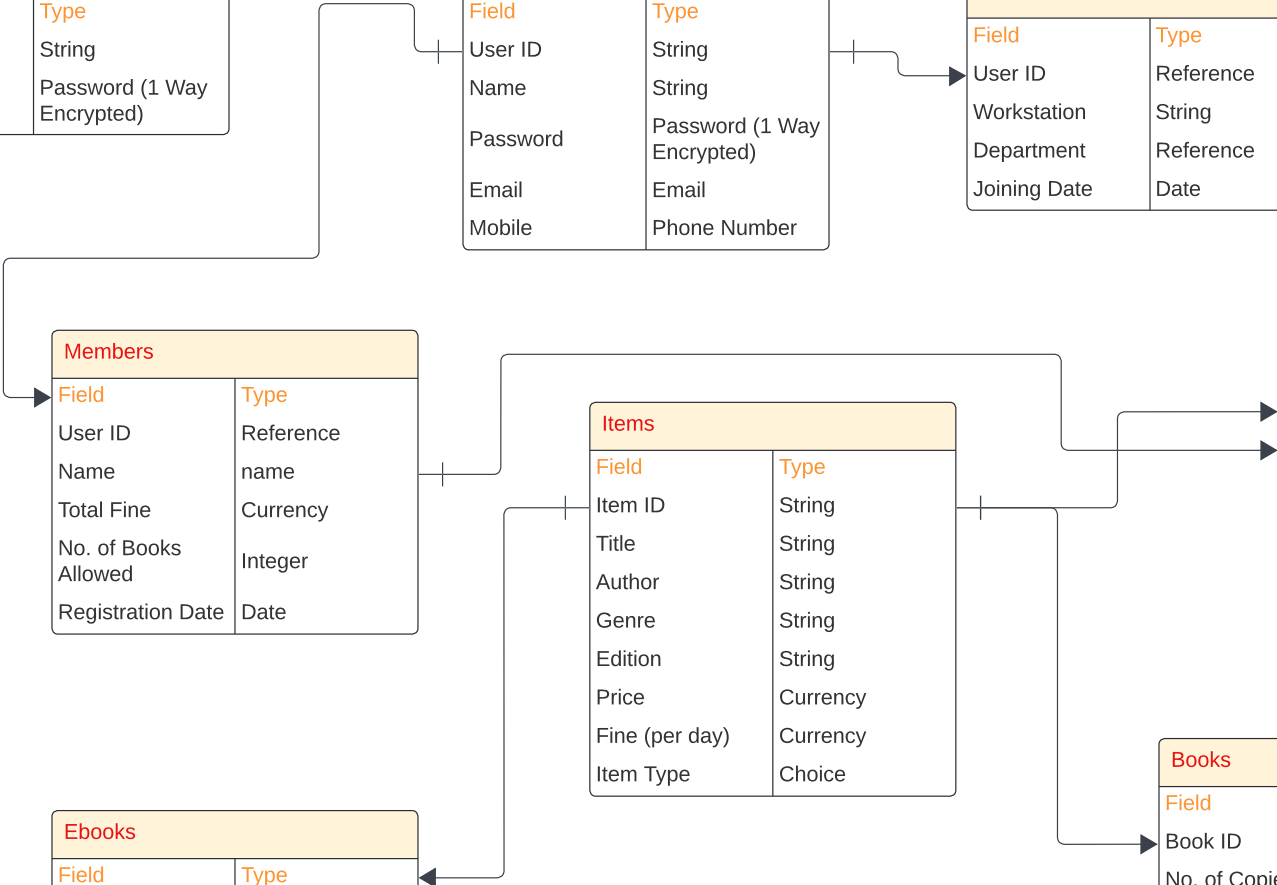 Type
String
Password (1 Way
Encrypted)
Field
Type
User ID
String
Name
String
Password
Password (1 Way
Encrypted)
Email
Email
Mobile
Phone Number
Field
Type
User ID
Reference
Workstation
String
Department
Reference
Joining Date
Date
Members
Field
Type
User ID
Reference
Name
name
Total Fine
Currency
No. of Books
Allowed
Integer
Registration Date
Date
Items
Field
Type
Item ID
String
Title
String
Author
String
Genre
String
Edition
String
Price
Currency
Fine (per day)
Currency
Item Type
Choice
Ebooks
Field
Type
Books
Field
Book ID
No. of